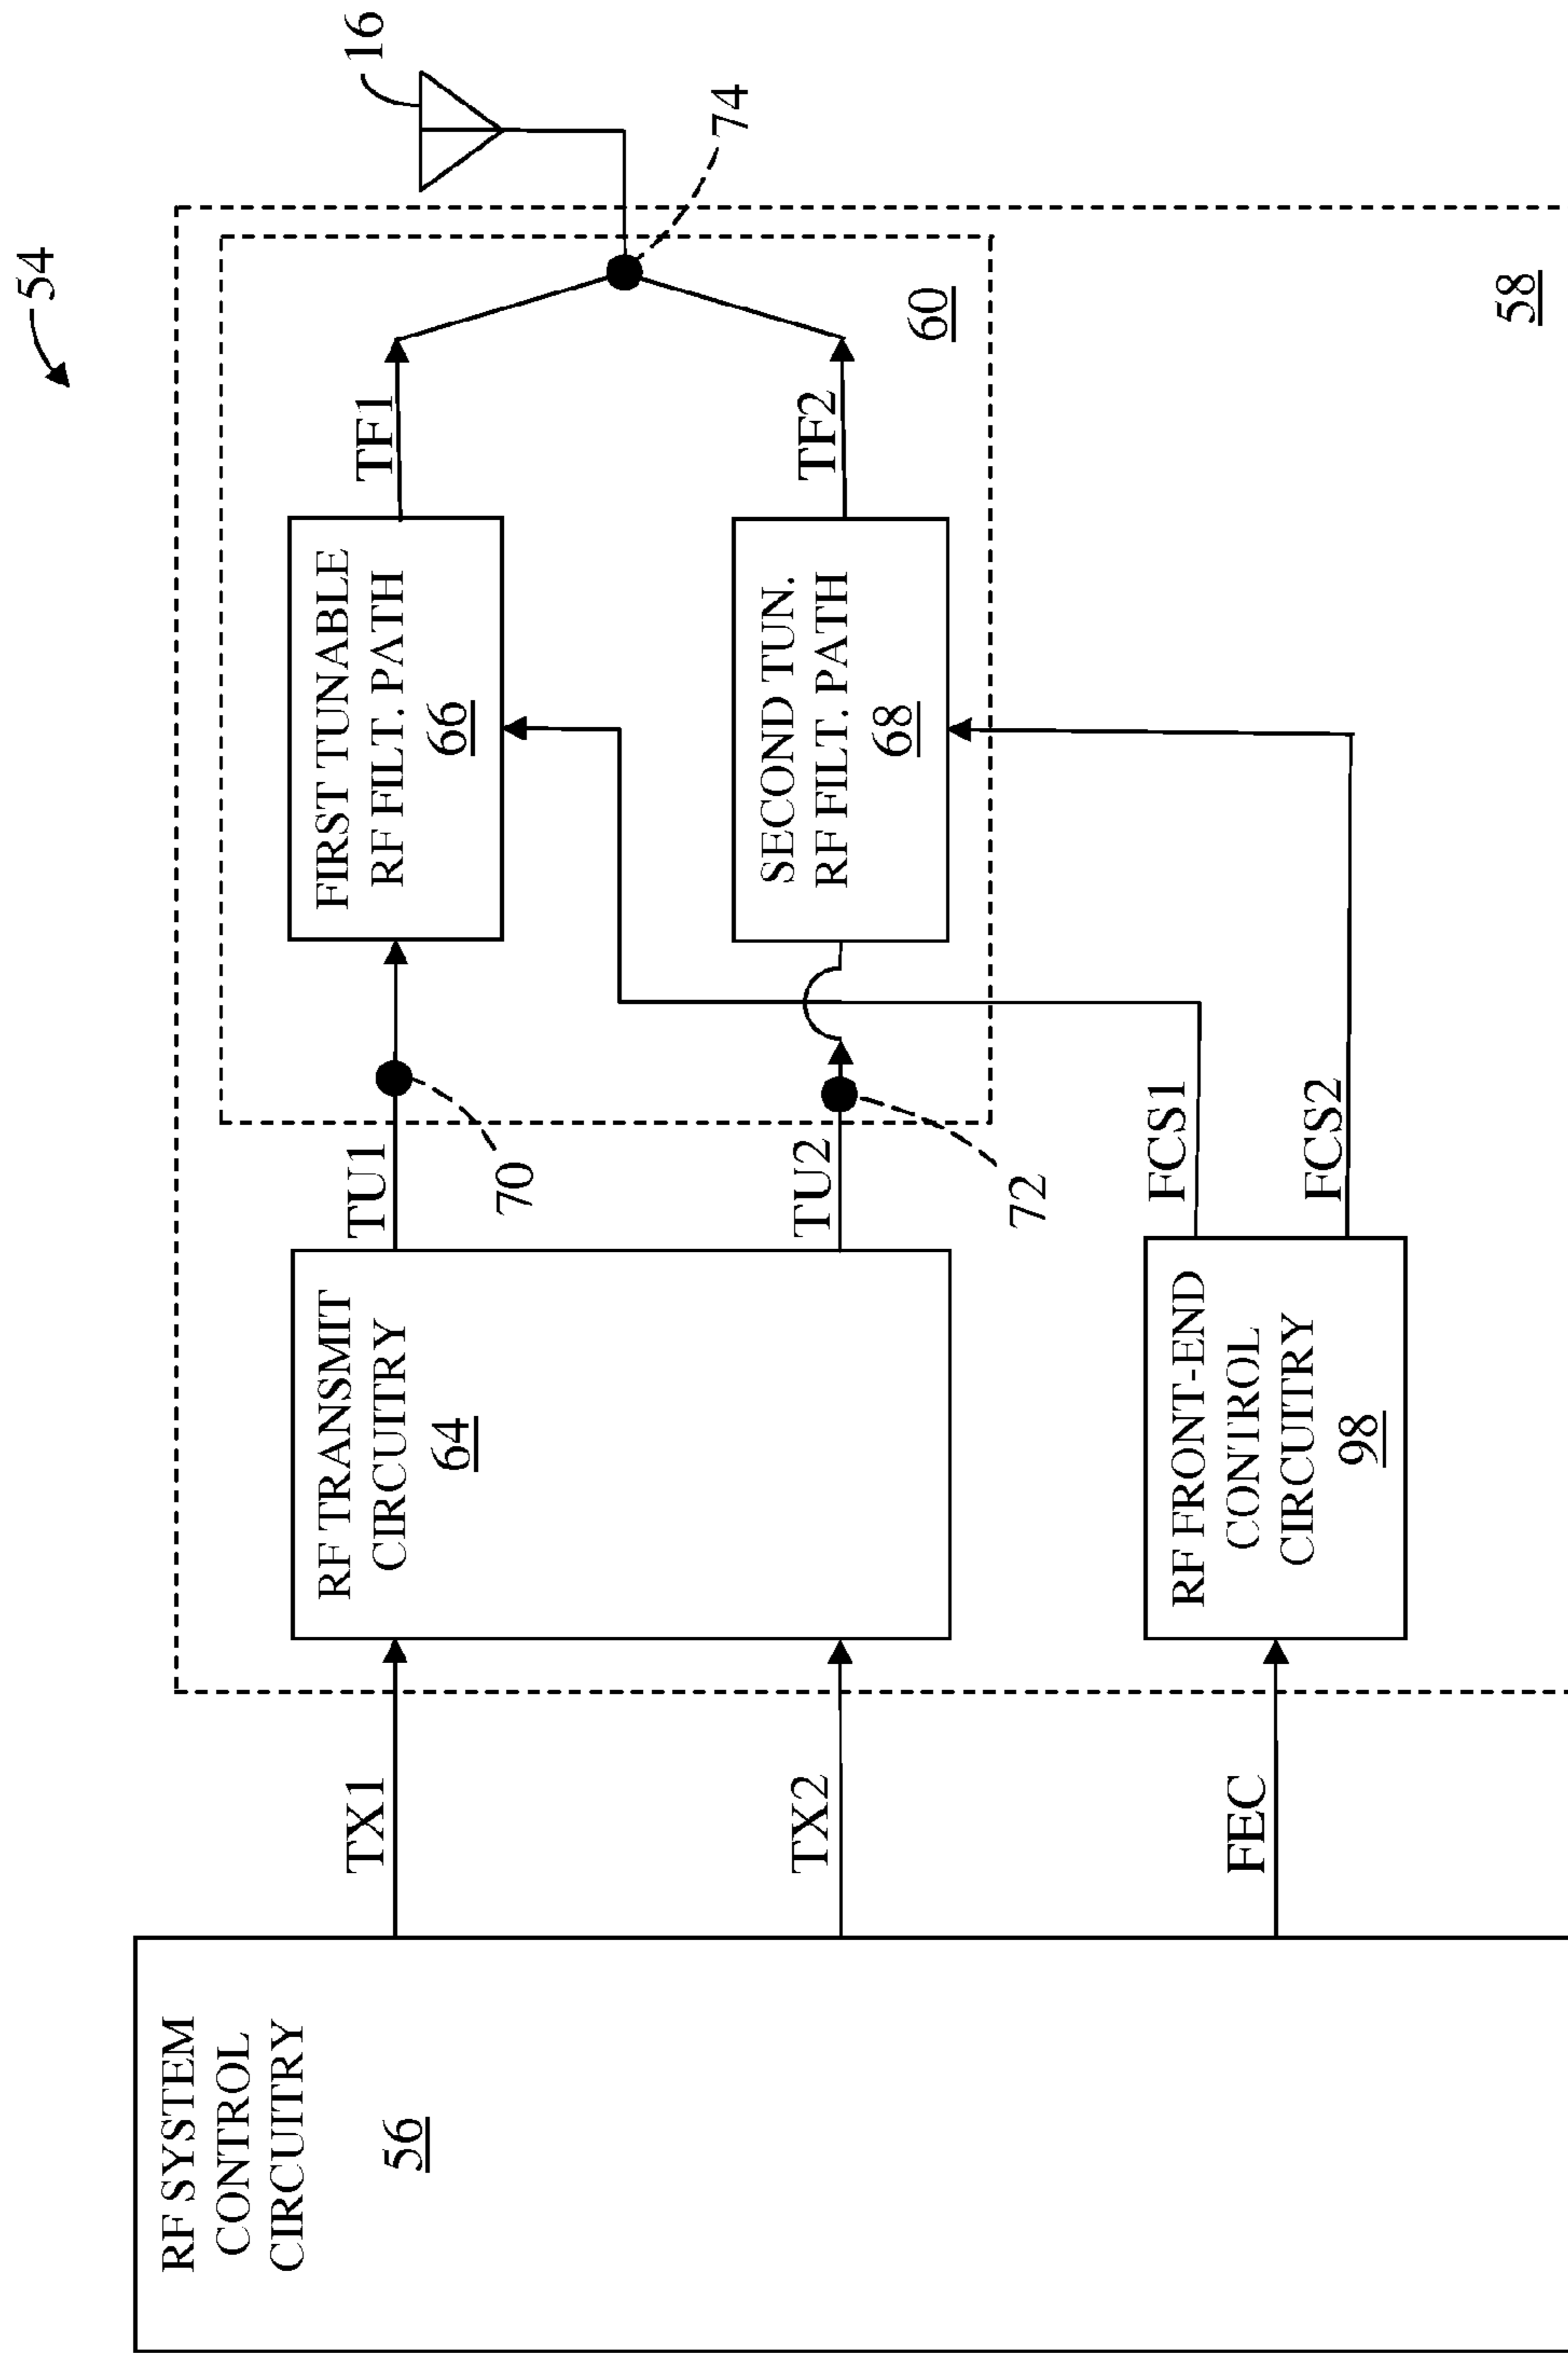 54
RF SYSTEM
CONTROL
CIRCUITRY
56
TX1
TX2
FEC
RF TRANSMIT
CIRCUITRY
64
RF FRONT-END
CONTROL
CIRCUITRY
98
TU1
70
TU2
72
FCS1
FCS2
FIRST TUNABLE
RF FILT. PATH
66
SECOND TUN.
RF FILT. PATH
68
TF1
TF2
60
58
74
16